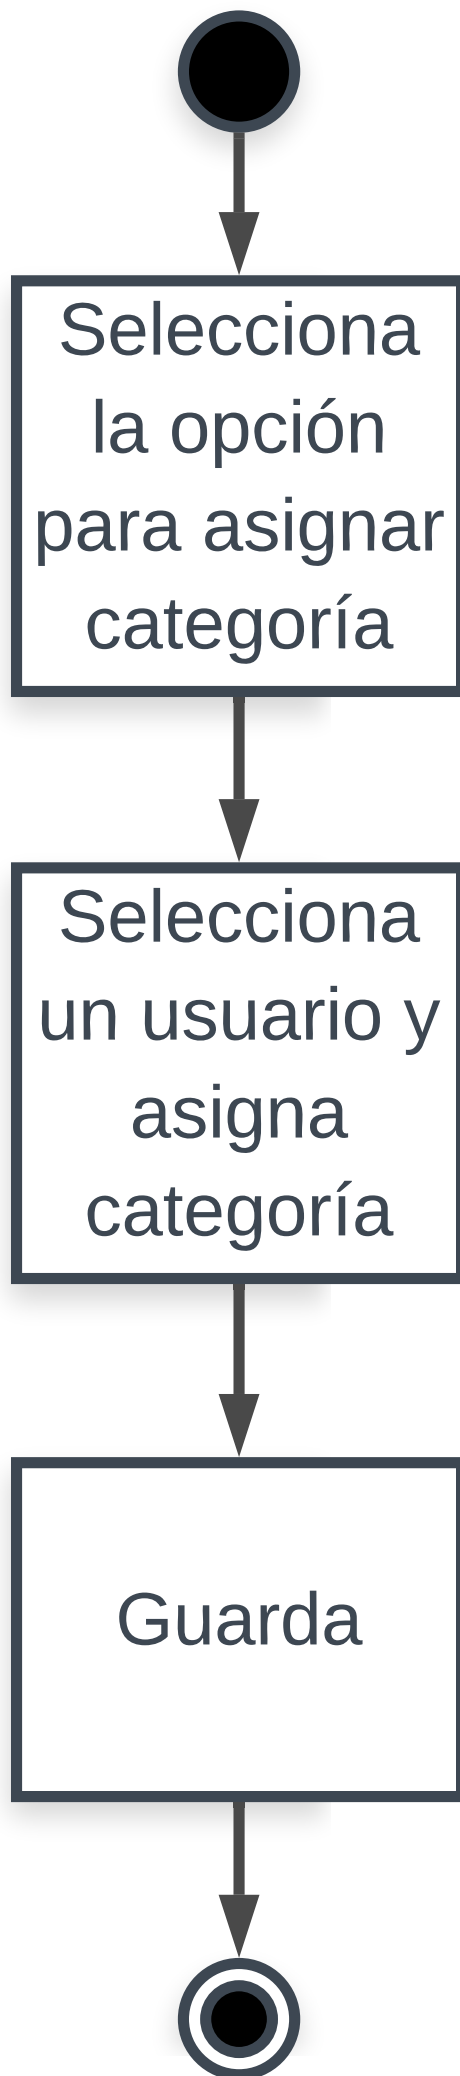 Selecciona
la opción
para asignar
categoría
Selecciona
un usuario y
asigna
categoría
Guarda